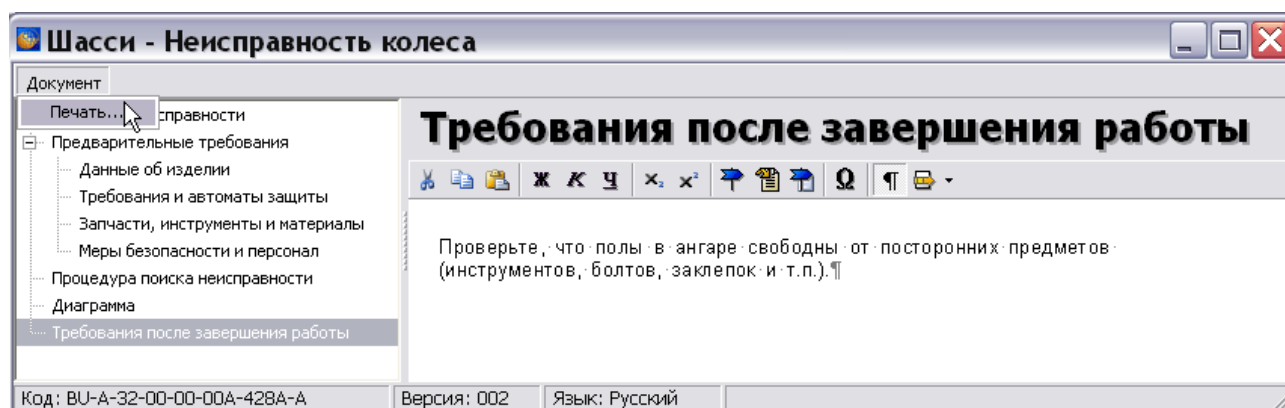 Шасси - Неисправность колеса
Документ
Печать...
справности
Предварительные требования
Данные об изделии
Требования и автоматы защиты
Запчасти, инструменты и материалы
Меры безопасности и персонал
Процедура поиска неисправности
Диаграмма
Требования после завершения работы
Требования после завершения работы
Ж К Ч ×₂ ×² Ω ¶
Проверьте, что полы в ангаре свободны от посторонних предметов
(инструментов, болтов, заклепок и т.п.).¶
Код: BU-A-32-00-00-00A-428A-A
Версия: 002
Язык: Русский